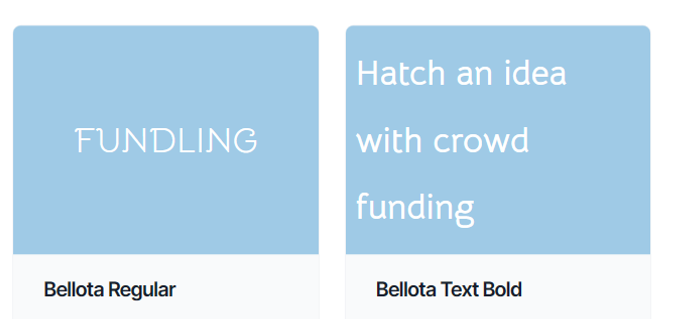 FUNDLING
Hatch an idea
with crowd
funding
Bellota Regular
Bellota Text Bold